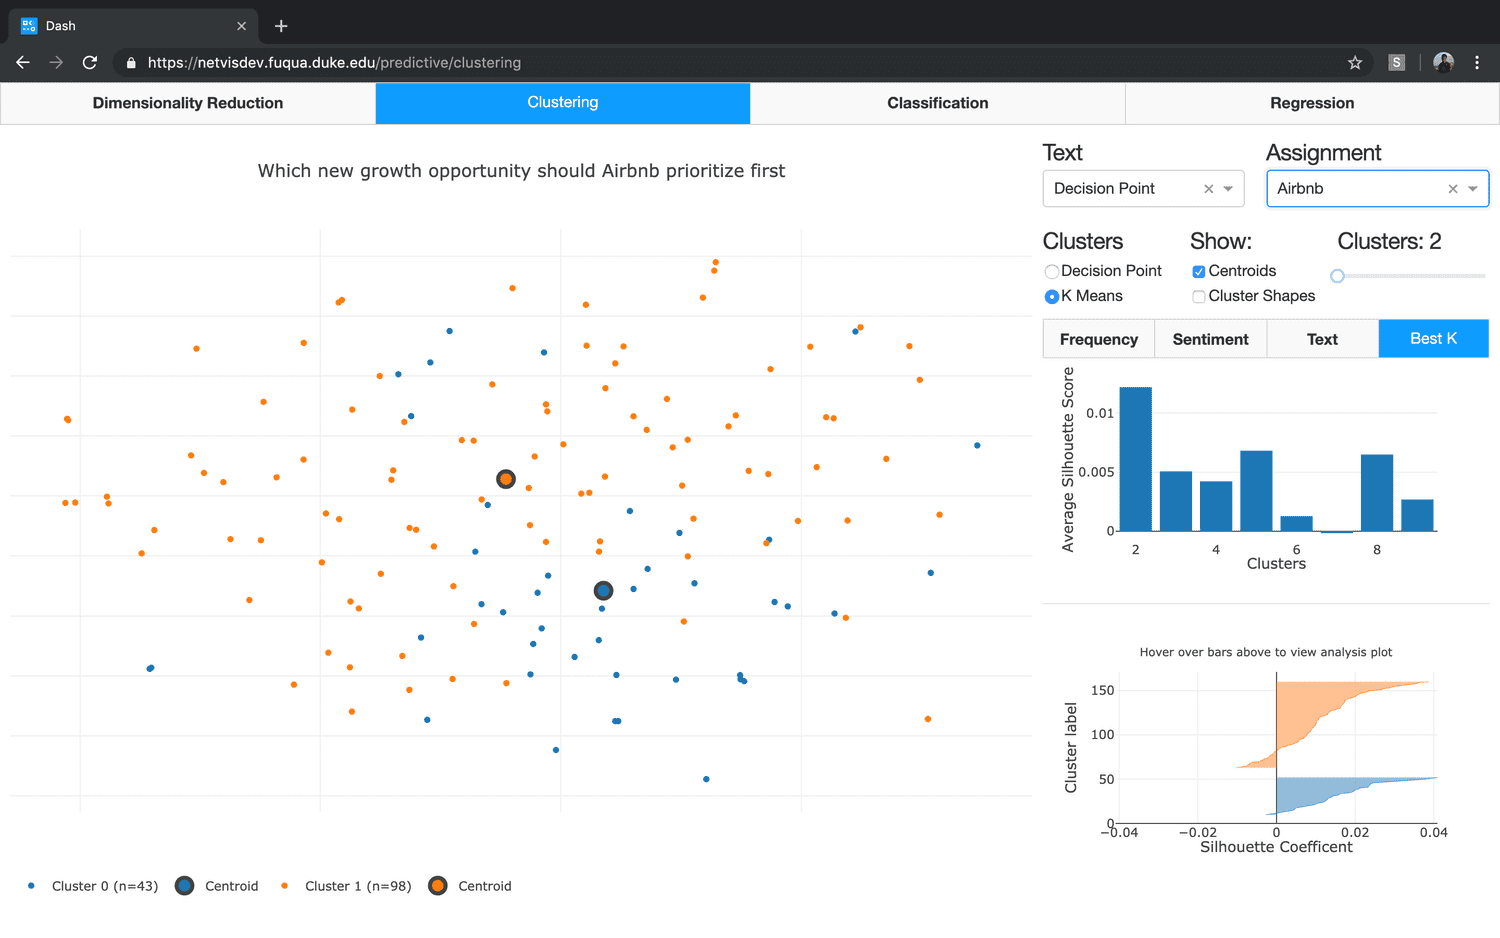 Dash
https://netvisdev.fuqua.duke.edu/predictive/clustering
S
Dimensionality Reduction
Clustering
Classification
Regression
Which new growth opportunity should Airbnb prioritize first
Text
Assignment
Decision Point
Airbnb
Clusters
Show:
Clusters: 2
Decision Point
Centroids
K Means
Cluster Shapes
Frequency
Sentiment
Text
Best K
Average Silhouette Score
0.01
0.005
0
2
4
6
8
Clusters
Hover over bars above to view analysis plot
Cluster label
150
100
50
0
−0.04
−0.02
0
0.02
0.04
Silhouette Coefficent
Cluster 0 (n=43)
Centroid
Cluster 1 (n=98)
Centroid